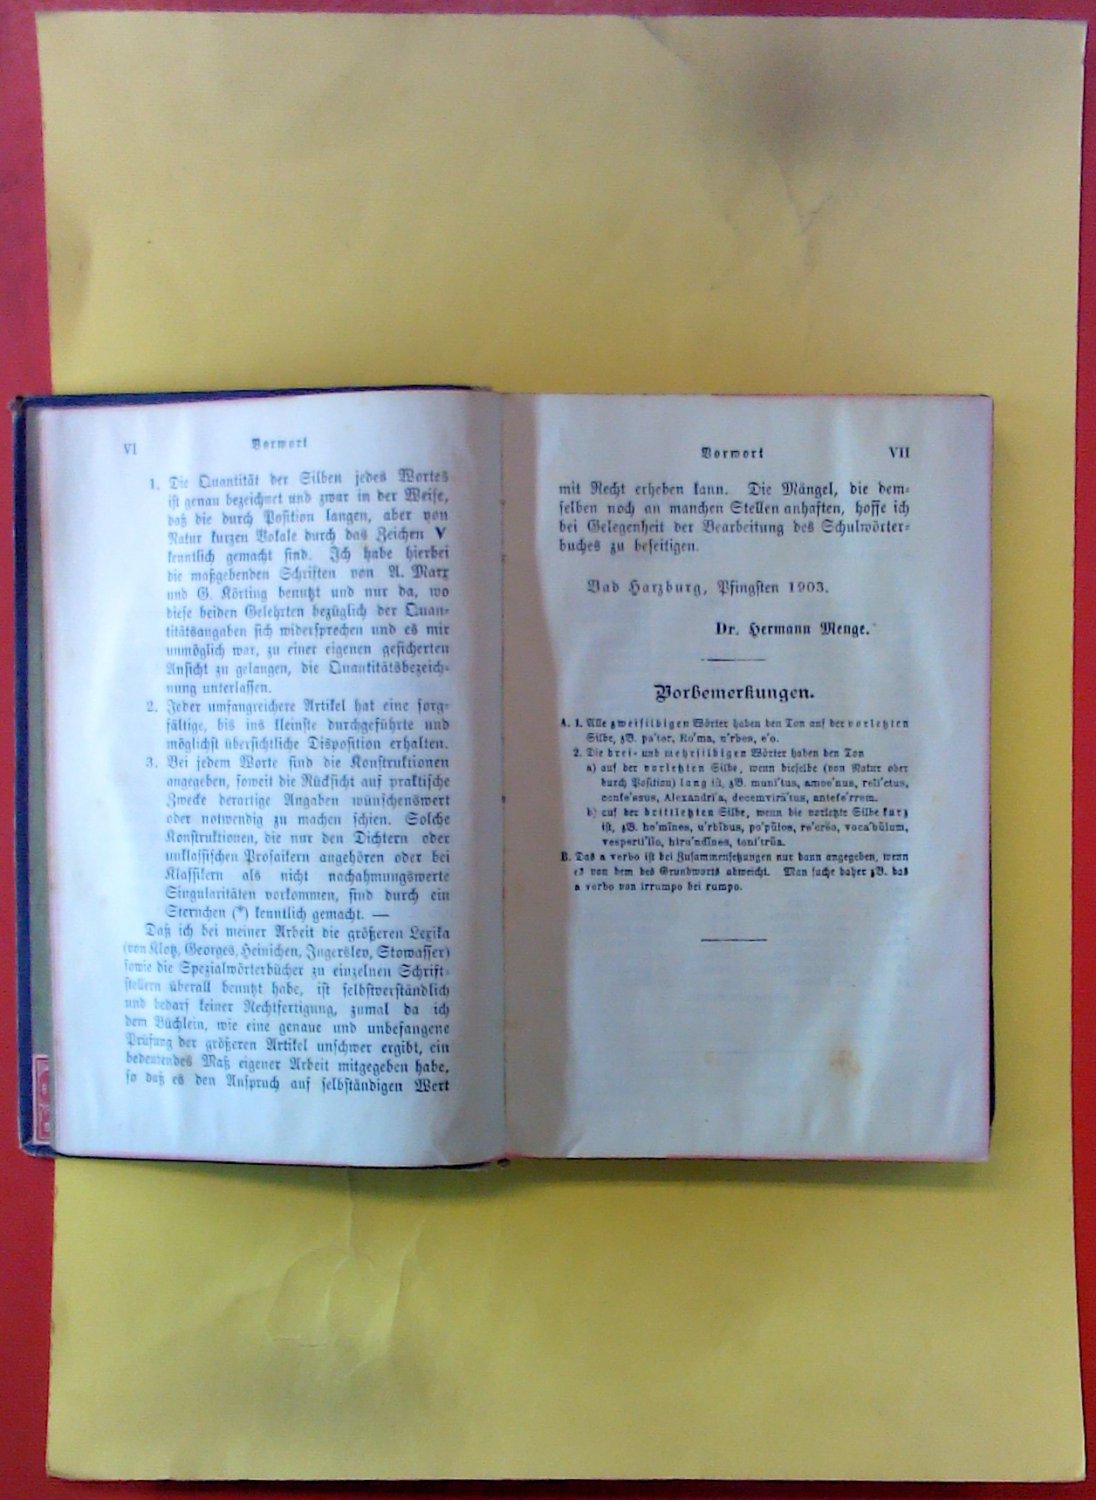 VI
Vorwort
1. Die Quantität der Silben jedes Wortes
ist genau bezeichnet und zwar in der Weise,
daß die durch Position langen, aber von
Natur kurzen Vokale durch das Zeichen V
kenntlich gemacht sind. Ich habe hierbei
die maßgebenden Schriften von A. Marx
und G. Körting benutzt und nur da, wo
diese beiden Gelehrten bezüglich der Quan-
titätsangaben sich widersprechen und es mir
unmöglich war, zu einer eigenen gesicherten
Ansicht zu gelangen, die Quantitätsbezeich-
nung unterlassen.
2. Jeder umfangreichere Artikel hat eine sorg-
fältige, bis ins kleinste durchgeführte und
möglichst übersichtliche Disposition erhalten.
3. Bei jedem Worte sind die Konstruktionen
angegeben, soweit die Rücksicht auf praktische
Zwecke derartige Angaben wünschenswert
oder notwendig zu machen schien. Solche
Konstruktionen, die nur den Dichtern oder
unklassischen Prosaikern angehören oder bei
Klassikern als nicht nachahmungswerte
Singularitäten vorkommen, sind durch ein
Sternchen (*) kenntlich gemacht. —
Daß ich bei meiner Arbeit die größeren Lexika
(von Klotz, Georges, Heinichen, Ingerslev, Stowasser)
sowie die Spezialwörterbücher zu einzelnen Schrift-
stellern überall benutzt habe, ist selbstverständlich
und bedarf keiner Rechtfertigung, zumal da ich
dem Büchlein, wie eine genaue und unbefangene
Prüfung der größeren Artikel unschwer ergibt, ein
bedeutendes Maß eigener Arbeit mitgegeben habe,
so daß es den Anspruch auf selbständigen Wert
Vorwort
VII
mit Recht erheben kann. Die Mängel, die dem-
selben noch an manchen Stellen anhaften, hoffe ich
bei Gelegenheit der Bearbeitung des Schulwörter-
buches zu beseitigen.
Bad Harzburg, Pfingsten 1903.
Dr. Hermann Menge.
Vorbemerkungen.
A. 1. Alle zweisilbigen Wörter haben den Ton auf der vorletzten
Silbe, zB. pa'ter, Ro'ma, u'rbes, e'o.
2. Die drei- und mehrsilbigen Wörter haben den Ton
a) auf der vorletzten Silbe, wenn dieselbe (von Natur oder
durch Position) lang ist, zB. muni'tus, amoe'nus, reli'ctus,
confe'ssus, Alexandri'a, decemvirā'tus, antefe'rrem.
b) auf der drittletzten Silbe, wenn die vorletzte Silbe kurz
ist, zB. ho'mĭnes, u'rbĭbus, po'pŭlos, re'crĕo, voca'bŭlum,
vesperti'lĭo, hiru'ndĭnes, toni'trŭa.
B. Das a verbo ist bei Zusammensetzungen nur dann angegeben, wenn
es von dem des Grundworts abweicht. Man suche daher zB. das
a verbo von irrumpo bei rumpo.